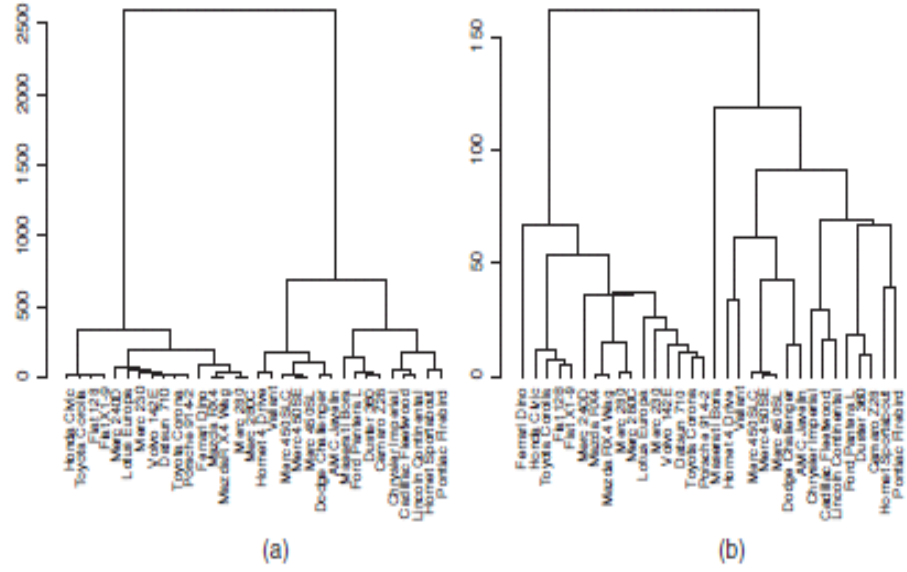 2500
2000
1500
1000
500
0
Honda Civic
Toyota Corolla
Fiat 128
Fiat X1-9
Merc 240D
Lotus Europa
Merc 230
Volvo 142E
Datsun 710
Toyota Corona
Porsche 914-2
Ferrari Dino
Mazda RX4
Mazda RX4 Wag
Merc 280
Merc 280C
Hornet 4 Drive
Valiant
Merc 450SLC
Merc 450SE
Merc 450SL
Dodge Challenger
AMC Javelin
Maserati Bora
Ford Pantera L
Duster 360
Camaro Z28
Chrysler Imperial
Cadillac Fleetwood
Lincoln Continental
Hornet Sportabout
Pontiac Firebird
(a)
150
100
50
0
Ferrari Dino
Honda Civic
Toyota Corolla
Fiat 128
Fiat X1-9
Merc 240D
Mazda RX4
Mazda RX4 Wag
Merc 280
Merc 280C
Lotus Europa
Merc 230
Volvo 142E
Datsun 710
Toyota Corona
Porsche 914-2
Maserati Bora
Hornet 4 Drive
Valiant
Merc 450SLC
Merc 450SE
Merc 450SL
Dodge Challenger
AMC Javelin
Chrysler Imperial
Cadillac Fleetwood
Lincoln Continental
Ford Pantera L
Duster 360
Camaro Z28
Hornet Sportabout
Pontiac Firebird
(b)